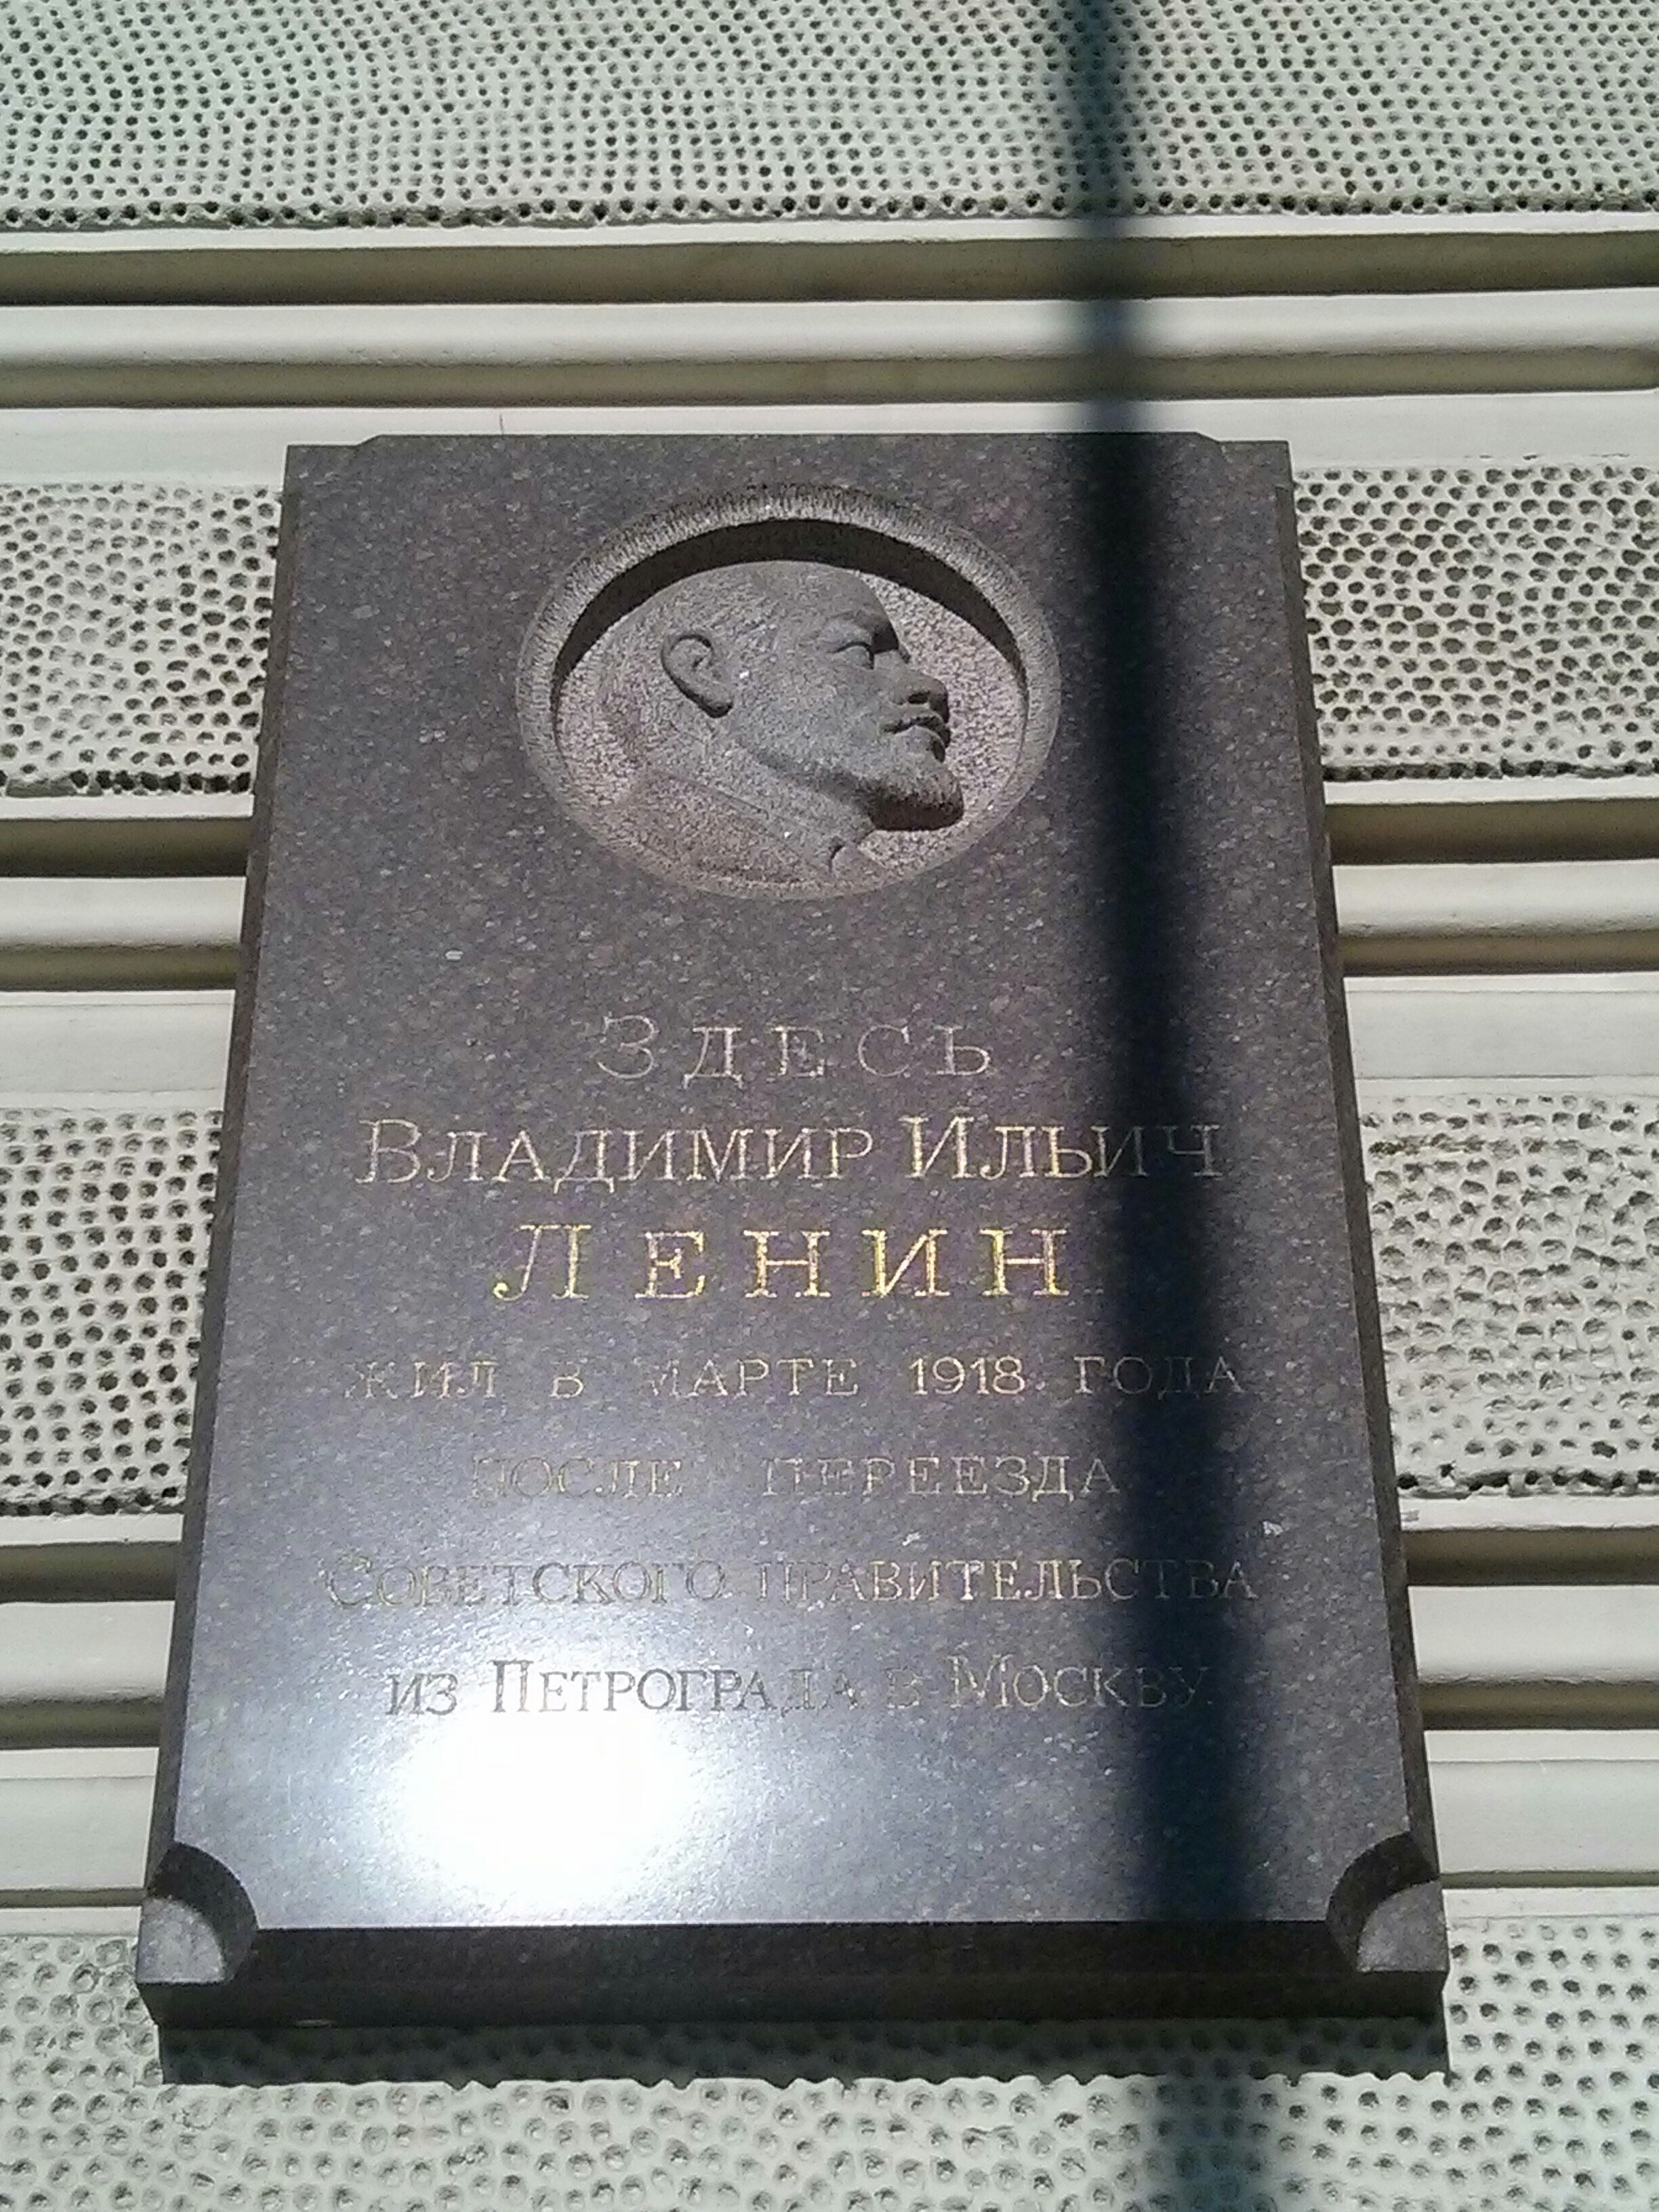 Здесь
Владимир Ильич
Ленин
жил в марте 1918 года
после переезда
Советского правительства
из Петрограда в Москву.